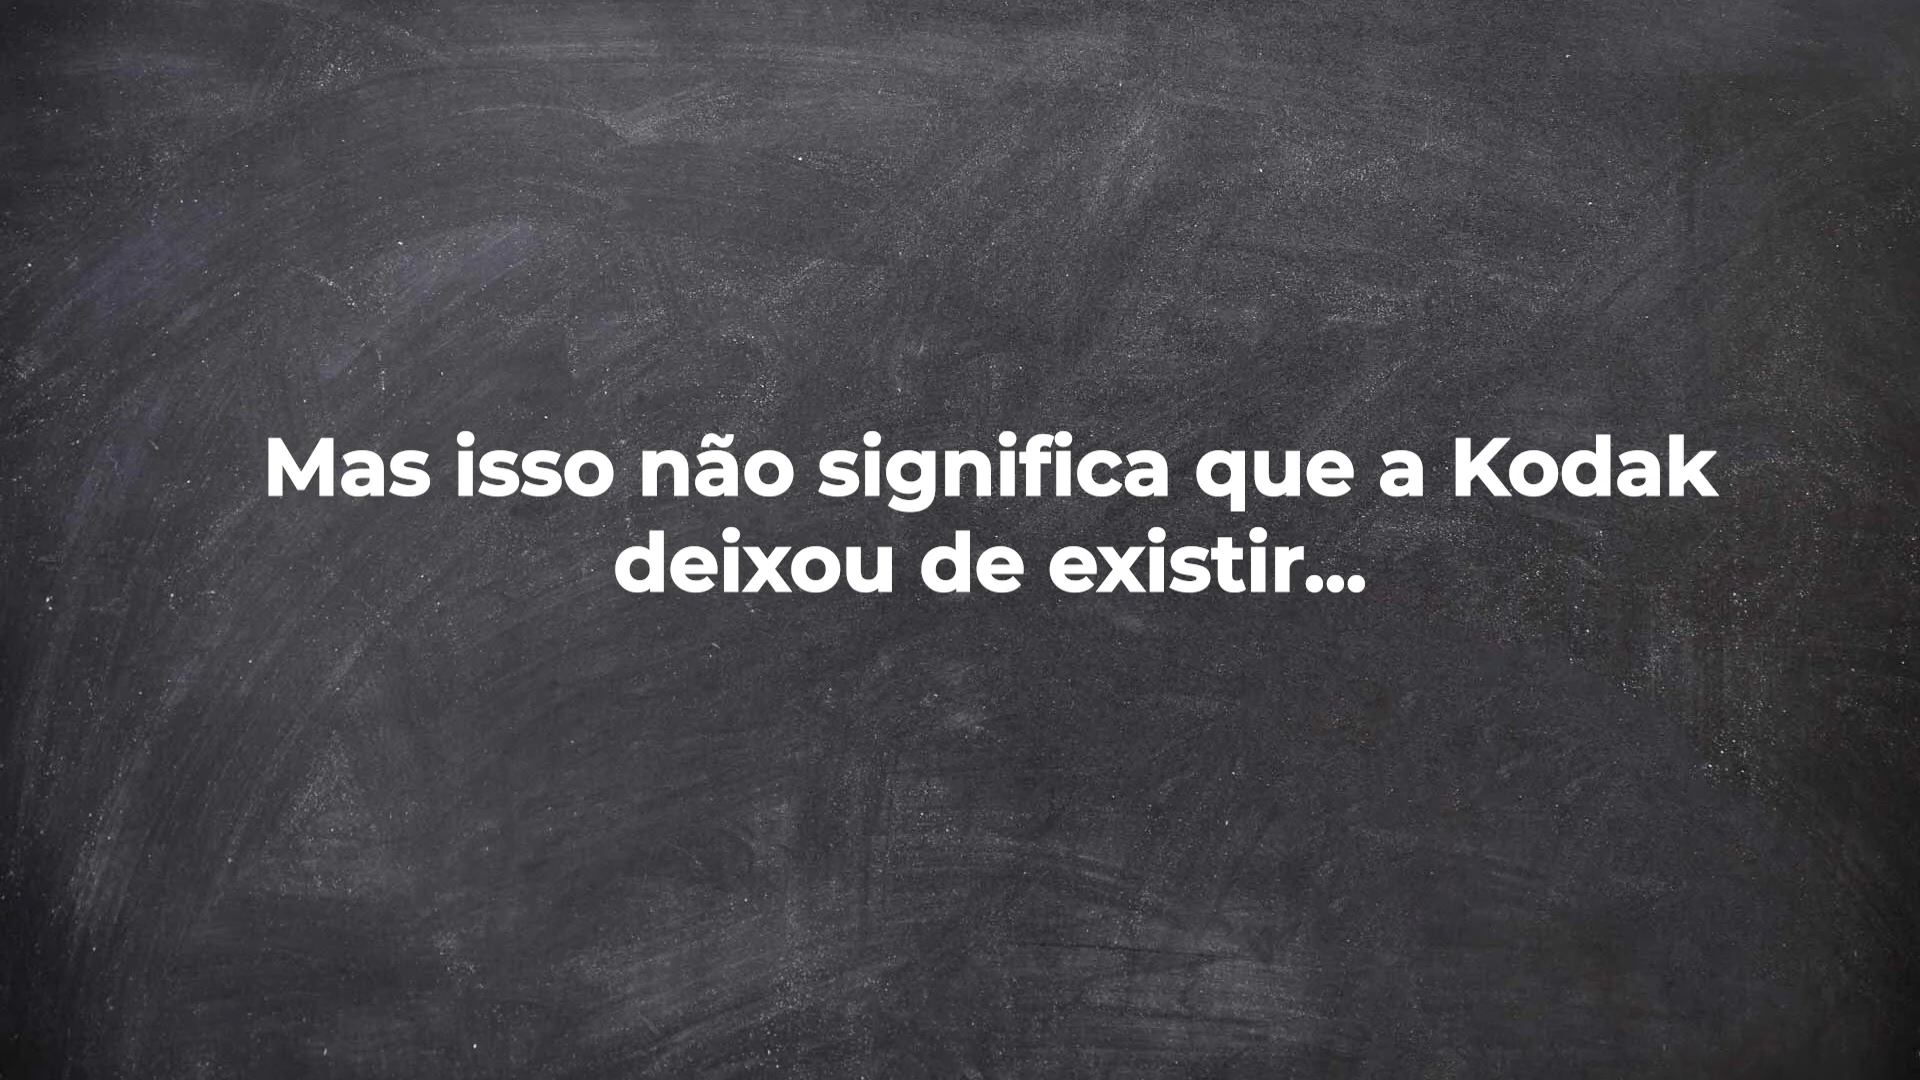 Mas isso não significa que a Kodak
deixou de existir...